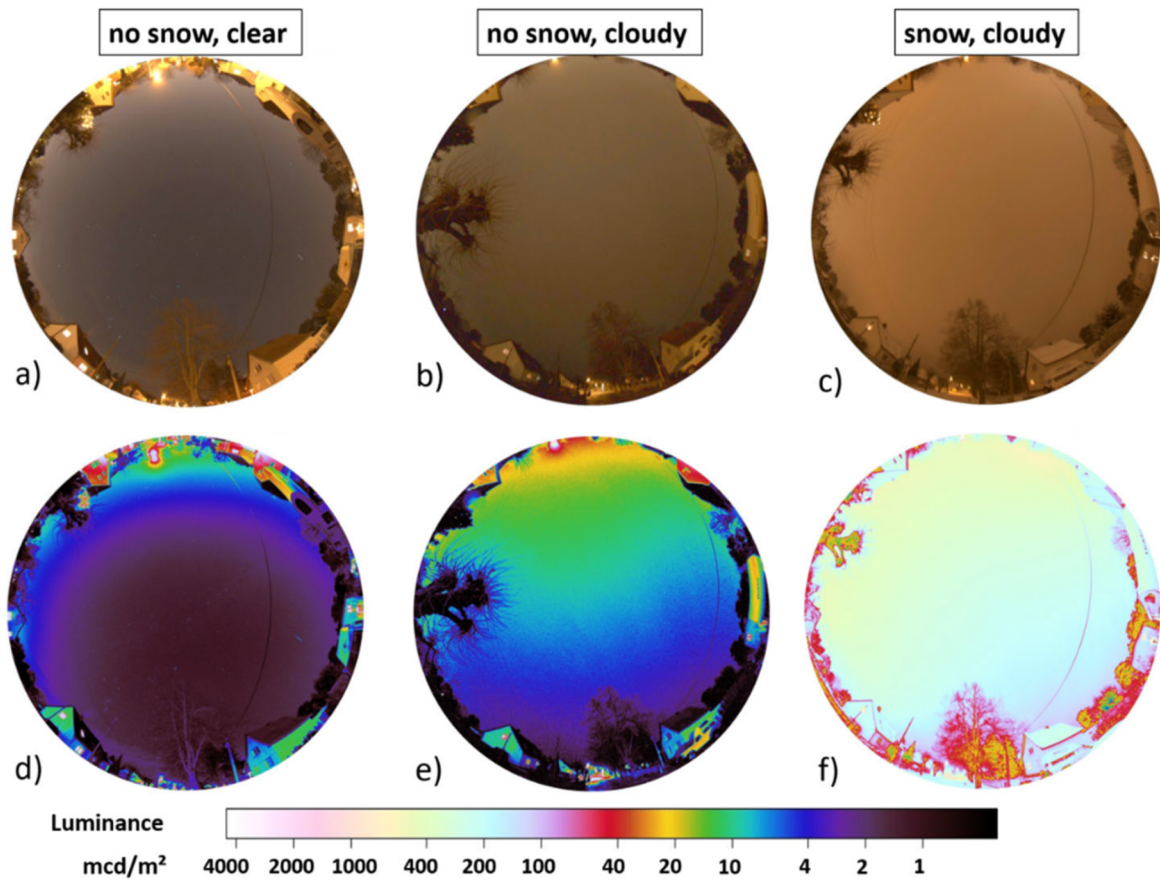 no snow, clear
no snow, cloudy
snow, cloudy
a)
b)
c)
d)
e)
f)
Luminance
mcd/m²
4000 2000 1000 400 200 100 40 20 10 4 2 1